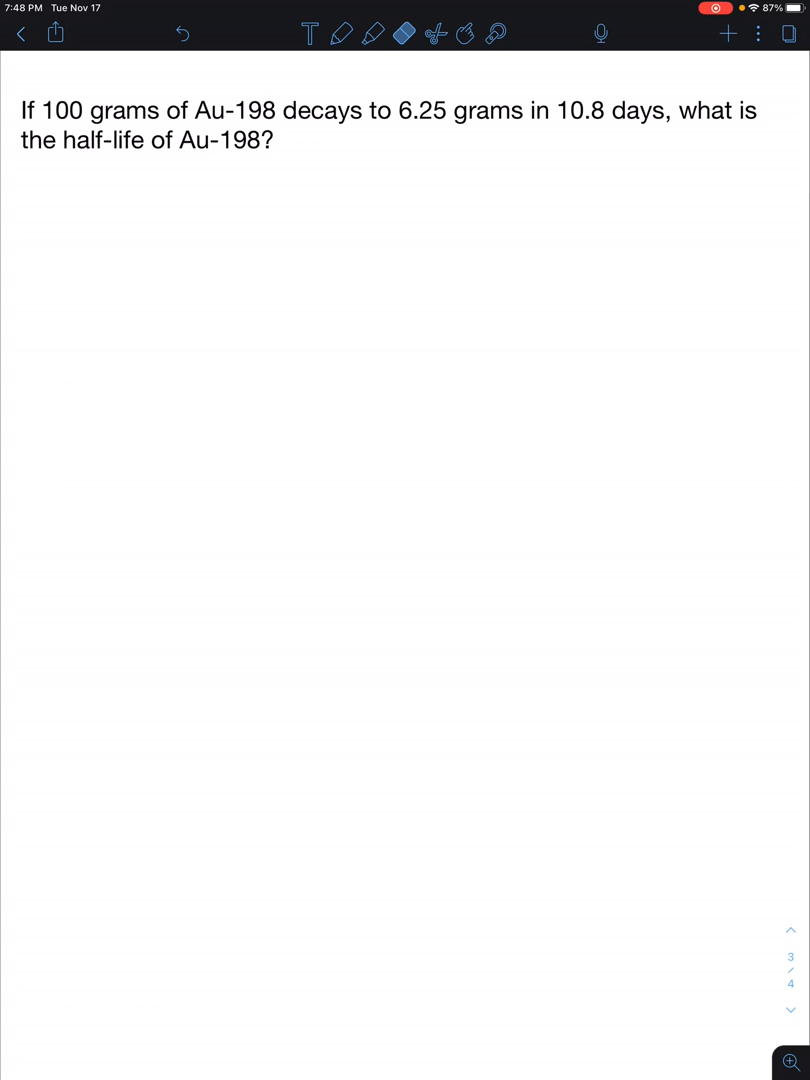 7:48 PM Tue Nov 17
87%
If 100 grams of Au-198 decays to 6.25 grams in 10.8 days, what is
the half-life of Au-198?
3
/
4